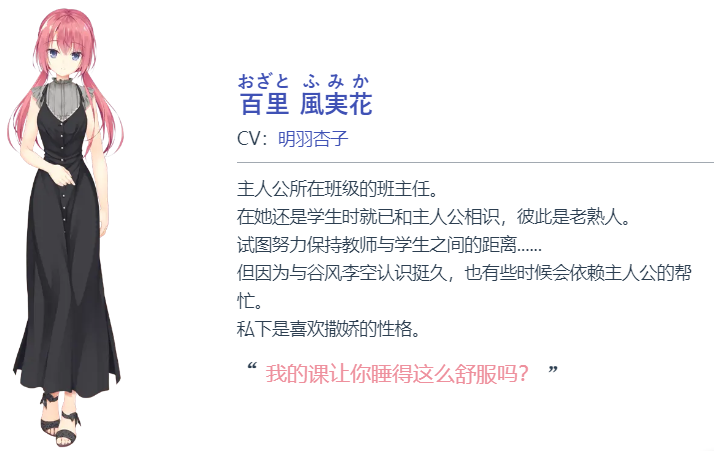 おざと ふみか
百里 風実花
CV：明羽杏子
主人公所在班级的班主任。
在她还是学生时就已和主人公相识，彼此是老熟人。
试图努力保持教师与学生之间的距离......
但因为与谷风李空认识挺久，也有些时候会依赖主人公的帮
忙。
私下是喜欢撒娇的性格。
“ 我的课让你睡得这么舒服吗？ ”